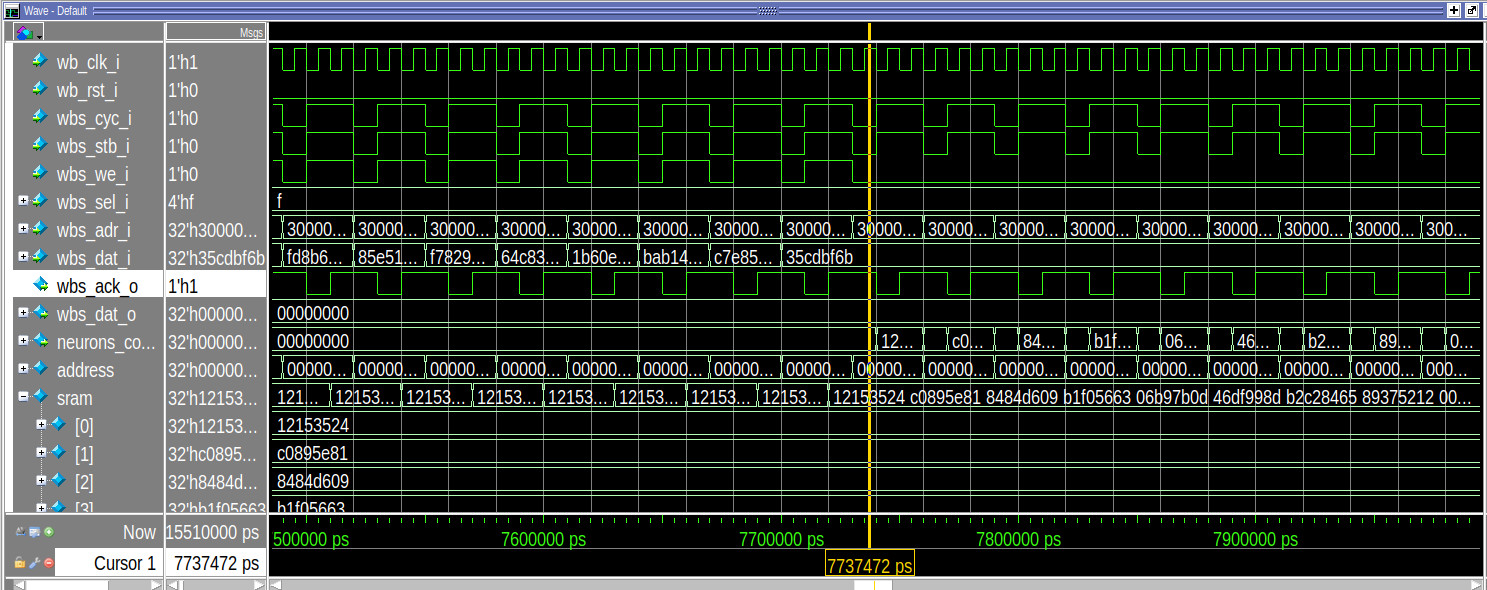 Wave - Default
Msgs
wb_clk_i 1'h1
wb_rst_i 1'h0
wbs_cyc_i 1'h0
wbs_stb_i 1'h0
wbs_we_i 1'h0
wbs_sel_i 4'hf f
wbs_adr_i 32'h30000... 30000... 30000... 30000... 30000... 30000... 30000... 30000... 30000... 30000... 30000... 30000... 30000... 30000... 30000... 30000... 30000... 300...
wbs_dat_i 32'h35cdbf6b fd8b6... 85e51... f7829... 64c83... 1b60e... bab14... c7e85... 35cdbf6b
wbs_ack_o 1'h1
wbs_dat_o 32'h00000... 00000000
neurons_co... 32'h00000... 00000000 12... c0... 84... b1f... 06... 46... b2... 89... 0...
address 32'h00000... 00000... 00000... 00000... 00000... 00000... 00000... 00000... 00000... 00000... 00000... 00000... 00000... 00000... 00000... 00000... 00000... 000...
sram 32'h12153... 121... 12153... 12153... 12153... 12153... 12153... 12153... 12153... 12153524 c0895e81 8484d609 b1f05663 06b97b0d 46df998d b2c28465 89375212 00...
[0] 32'h12153... 12153524
[1] 32'hc0895... c0895e81
[2] 32'h8484d... 8484d609
[3] 32'hb1f05663 b1f05663
Now 15510000 ps 500000 ps 7600000 ps 7700000 ps 7800000 ps 7900000 ps
Cursor 1 7737472 ps 7737472 ps